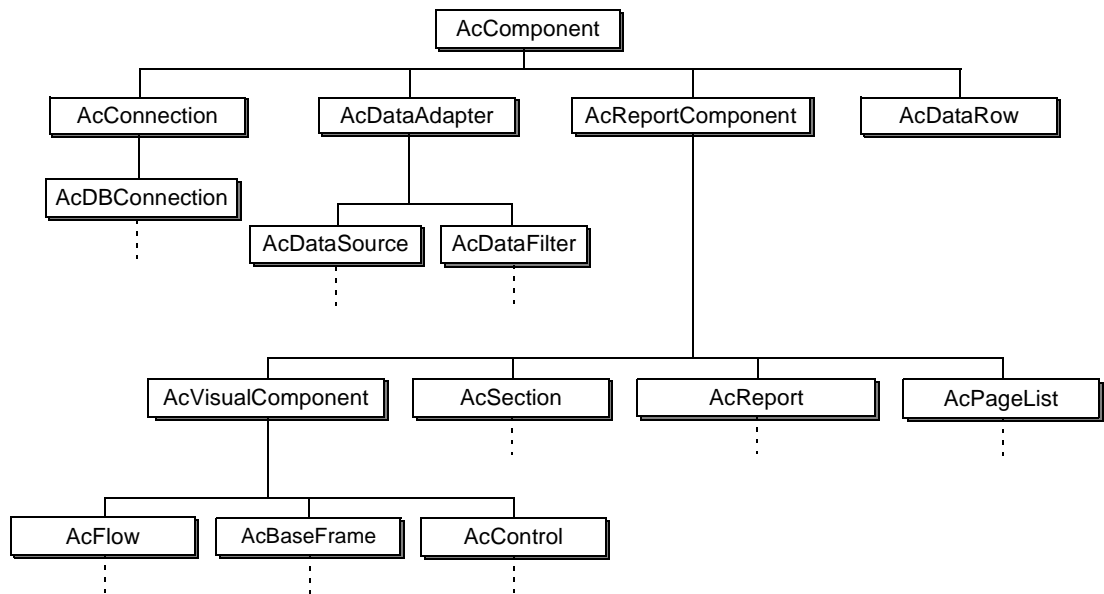 AcComponent
AcConnection
AcDataAdapter
AcReportComponent
AcDataRow
AcDBConnection
AcDataSource
AcDataFilter
AcVisualComponent
AcSection
AcReport
AcPageList
AcFlow
AcBaseFrame
AcControl